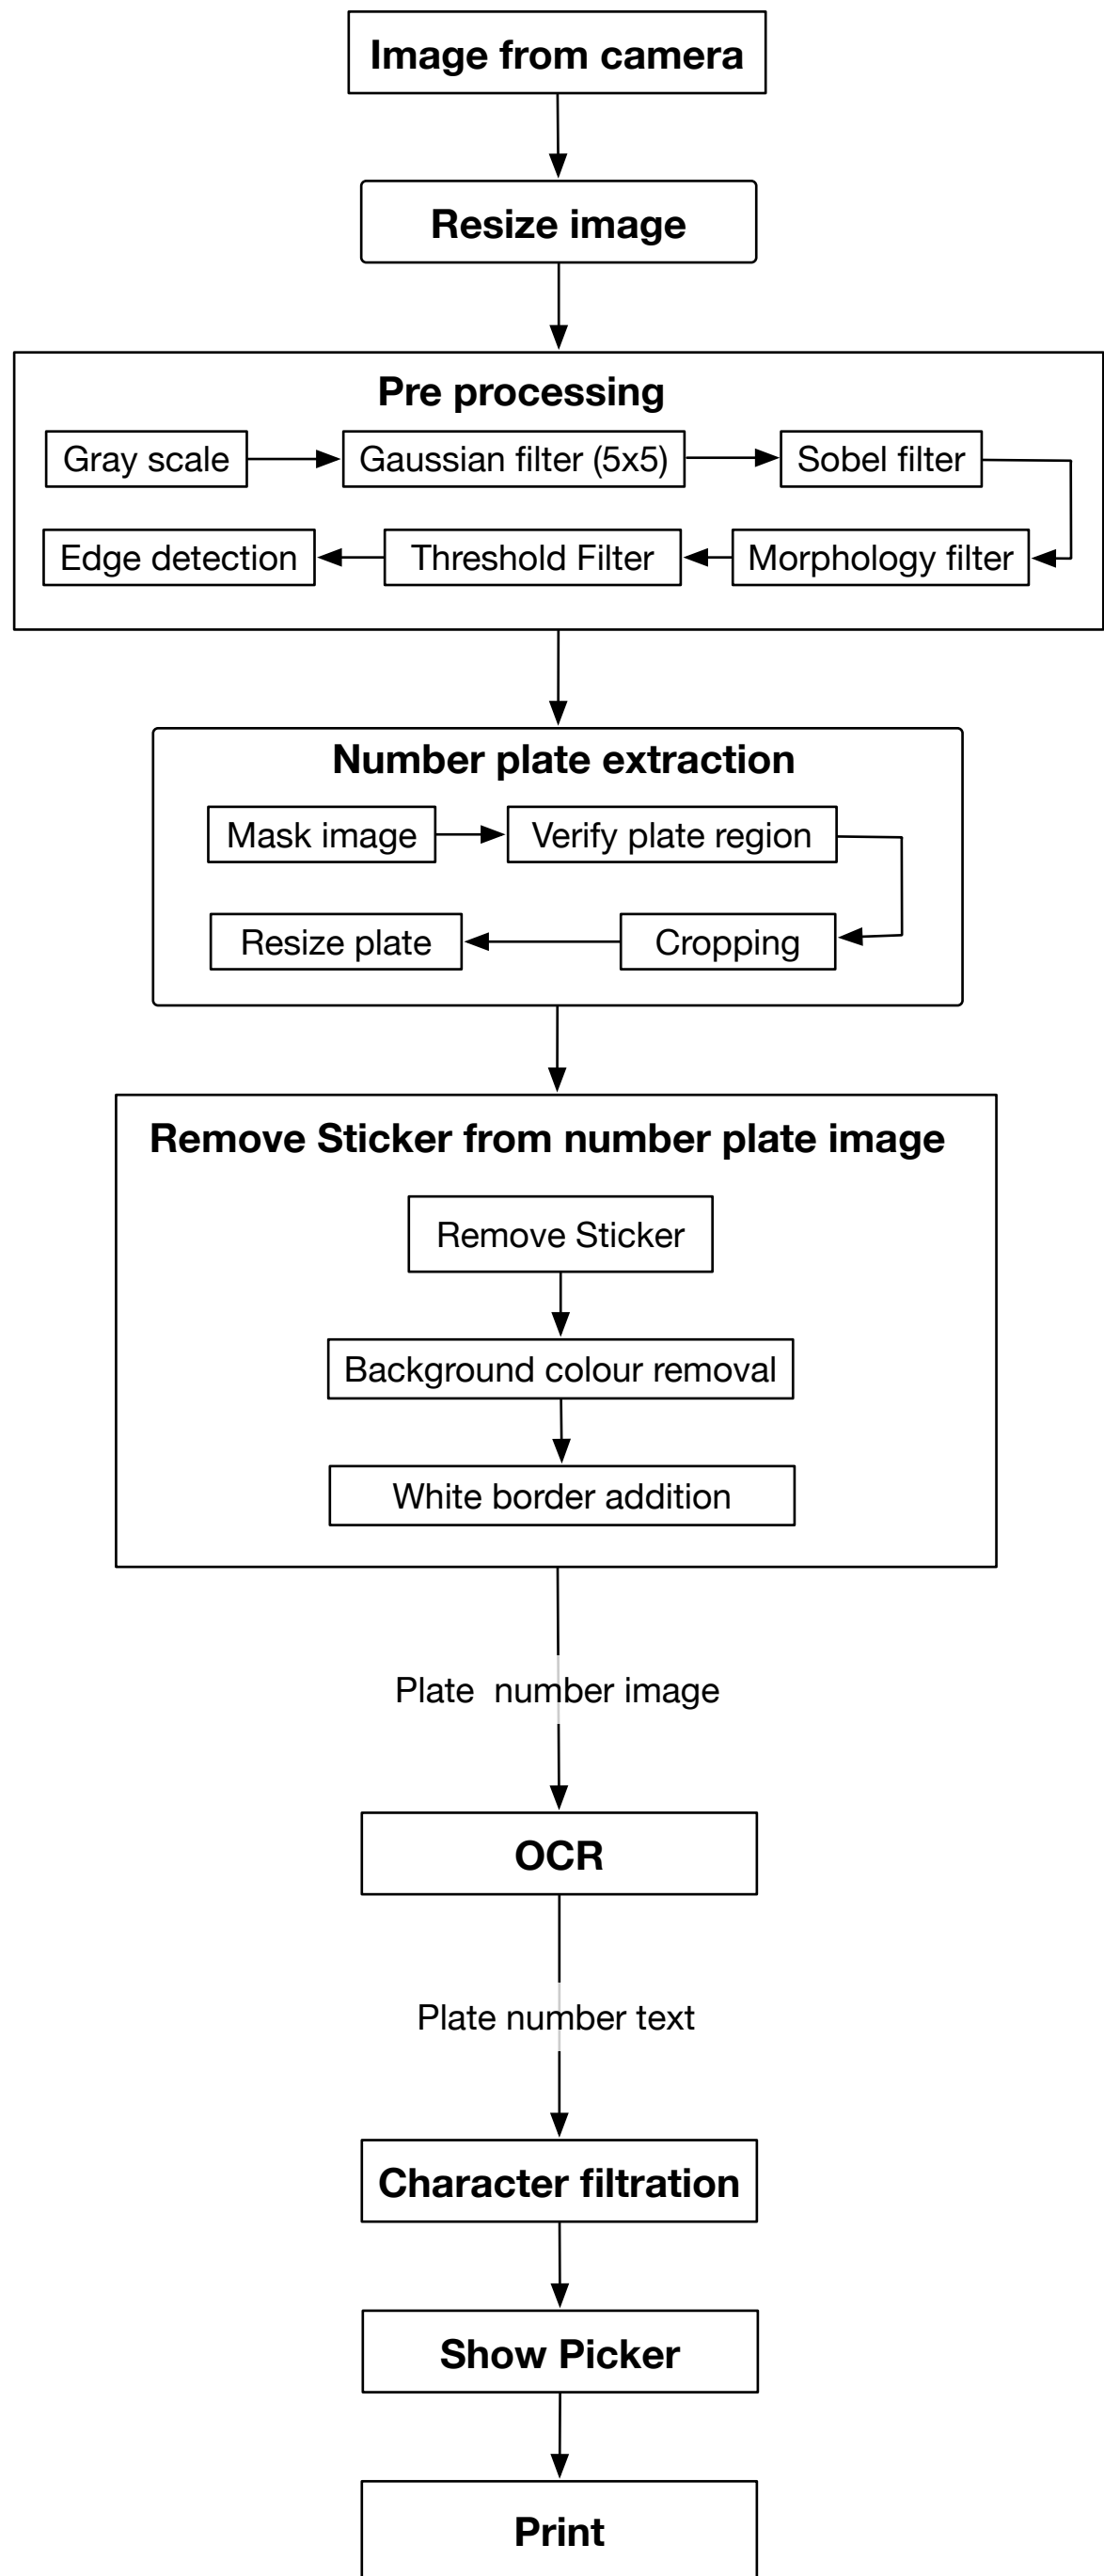 Image from camera
Resize image
Pre processing
Gray scale
Gaussian filter (5x5)
Sobel filter
Morphology filter
Threshold Filter
Edge detection
Number plate extraction
Mask image
Verify plate region
Cropping
Resize plate
Remove Sticker from number plate image
Remove Sticker
Background colour removal
White border addition
Plate number image
OCR
Plate number text
Character filtration
Show Picker
Print